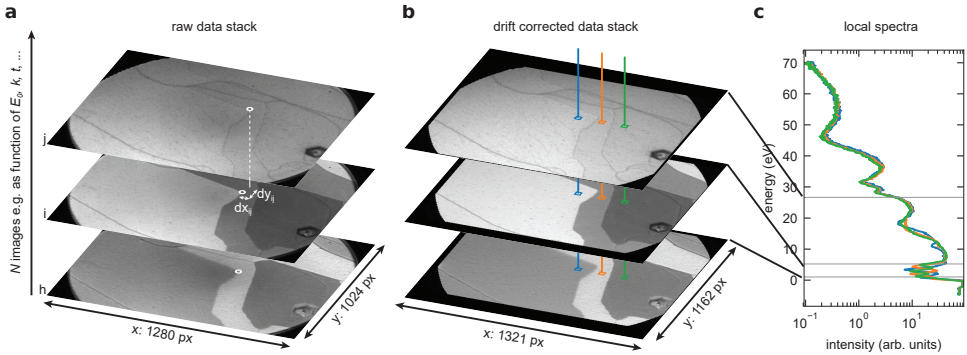 a
raw data stack
N images e.g. as function of E₀, k, t, ...
j
i
h
dxᵢⱼ
dyᵢⱼ
x: 1280 px
y: 1024 px
b
drift corrected data stack
x: 1321 px
y: 1162 px
c
local spectra
energy (eV)
70
60
50
40
30
20
10
0
10⁻¹ 10⁰ 10¹
intensity (arb. units)